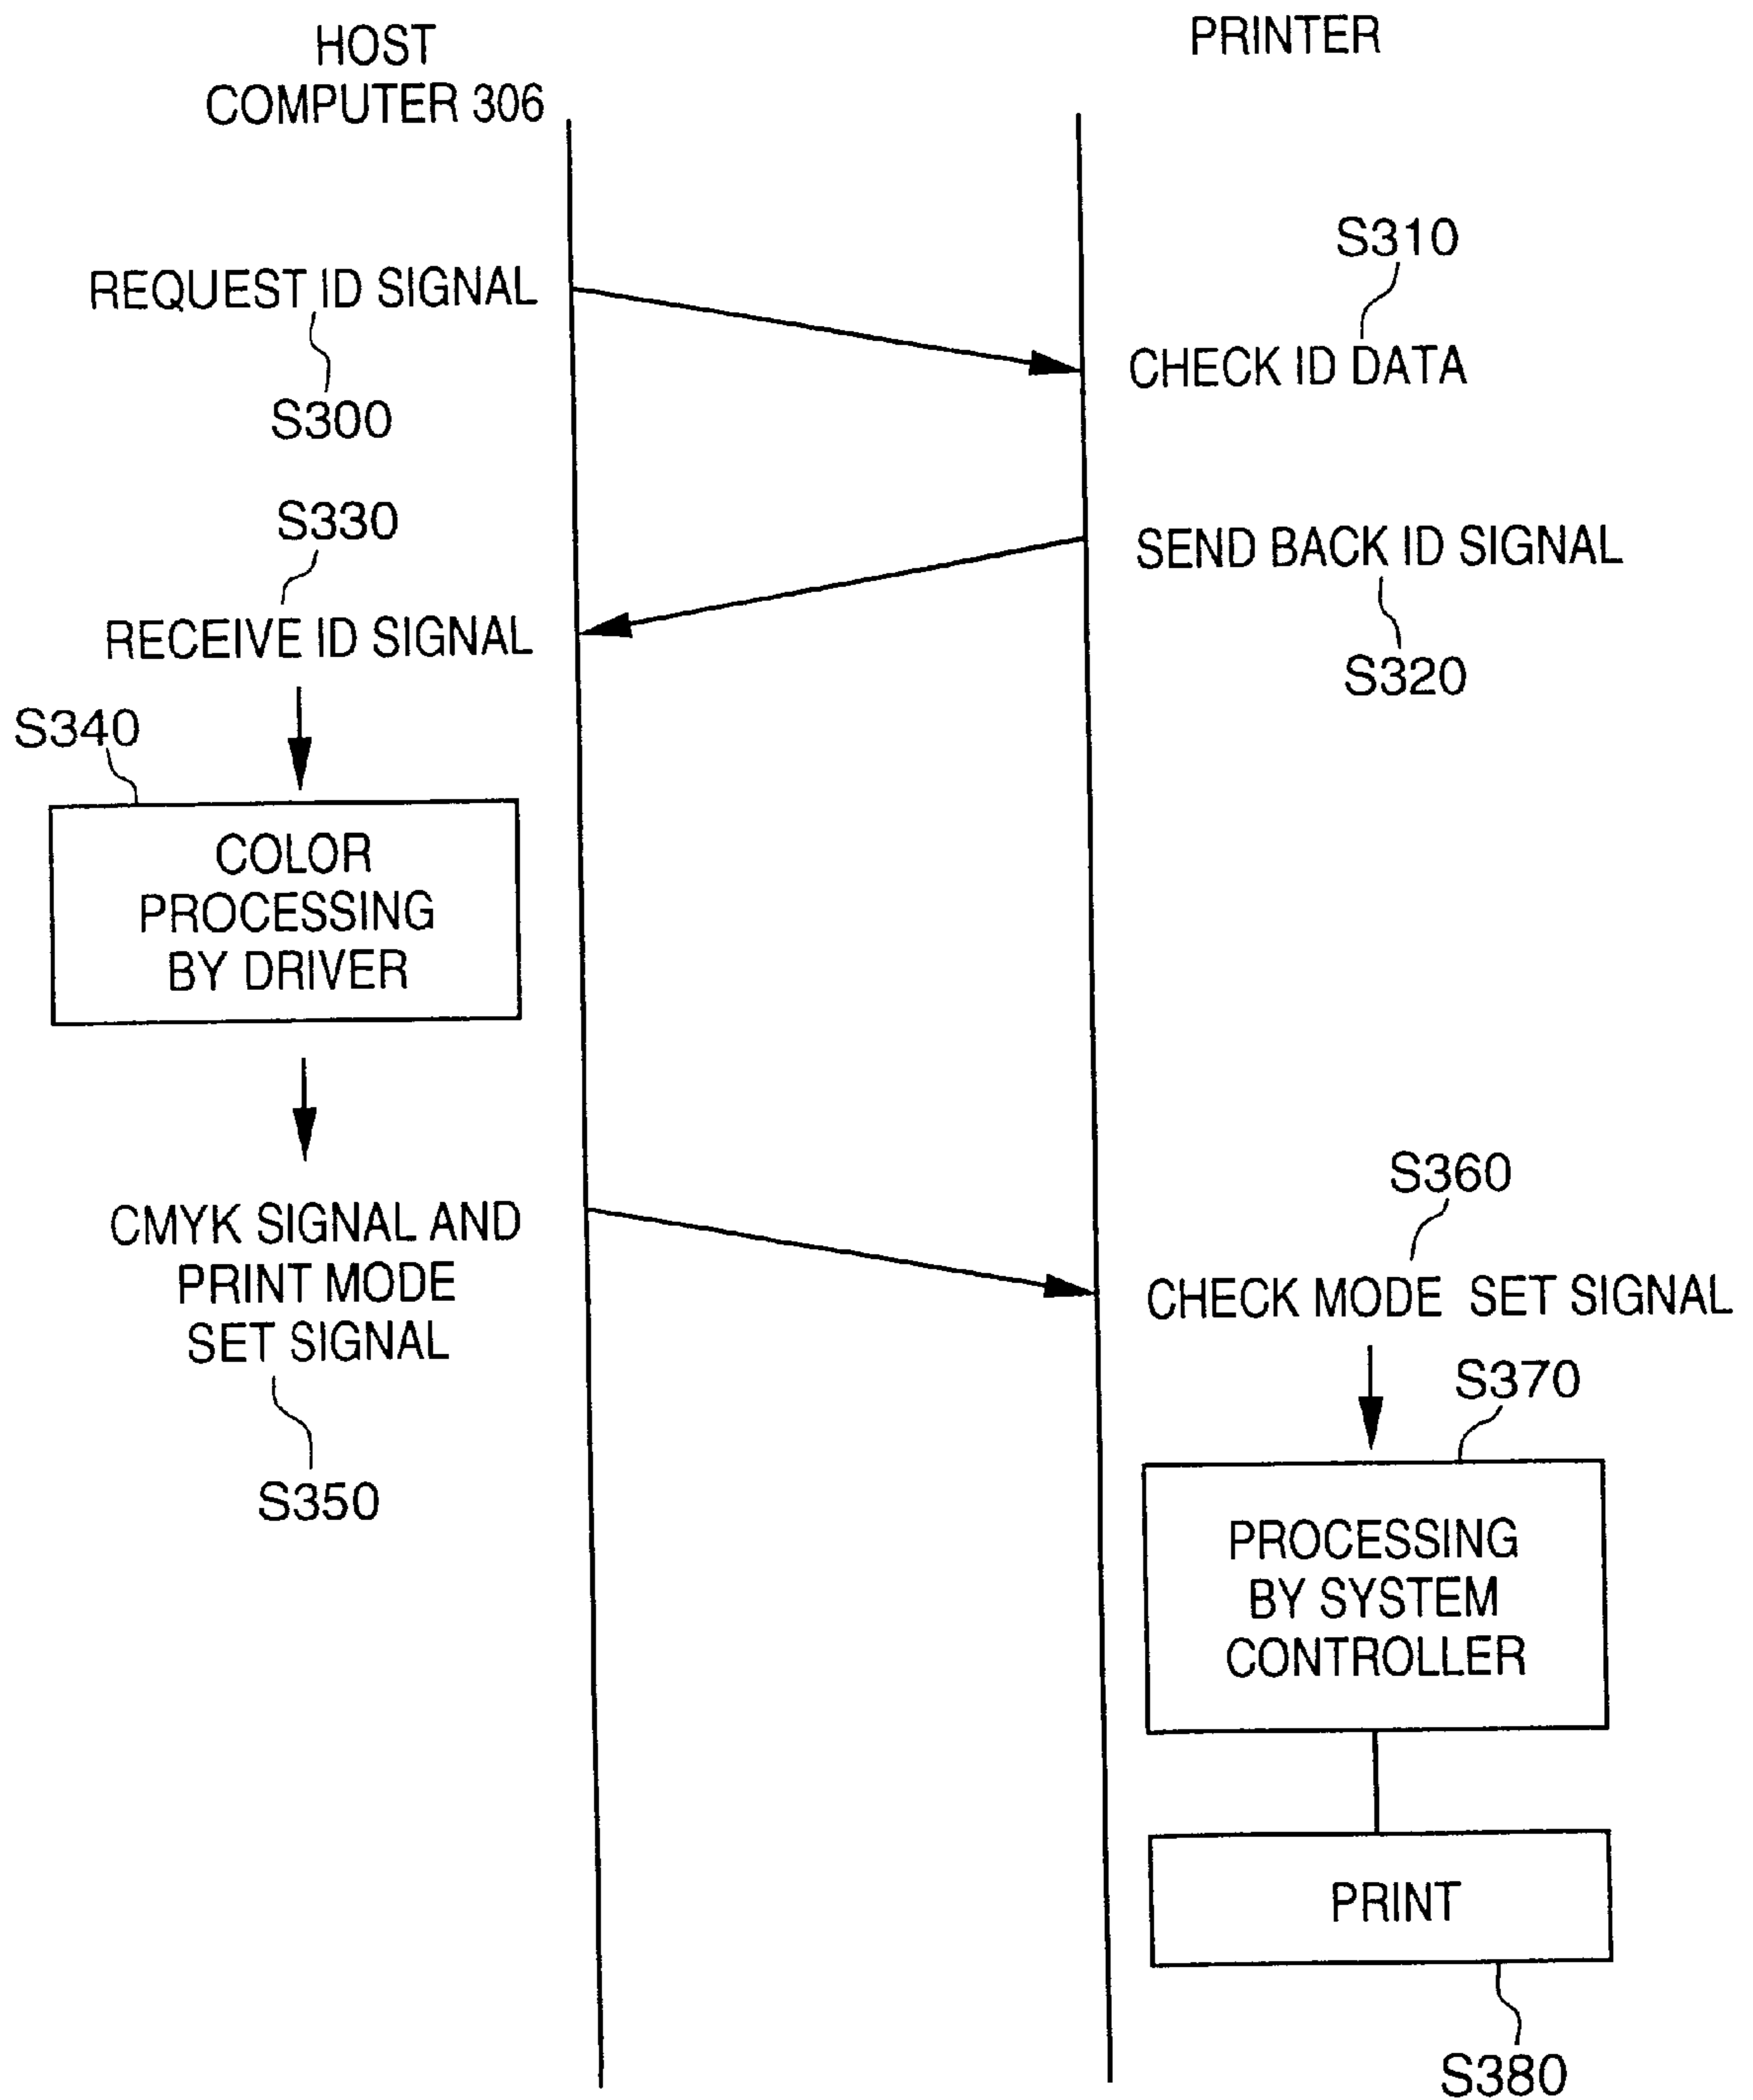 HOST
COMPUTER 306
PRINTER
REQUEST ID SIGNAL
S300
S310
CHECK ID DATA
SEND BACK ID SIGNAL
S320
S330
RECEIVE ID SIGNAL
S340
COLOR
PROCESSING
BY DRIVER
CMYK SIGNAL AND
PRINT MODE
SET SIGNAL
S350
S360
CHECK MODE SET SIGNAL
S370
PROCESSING
BY SYSTEM
CONTROLLER
PRINT
S380